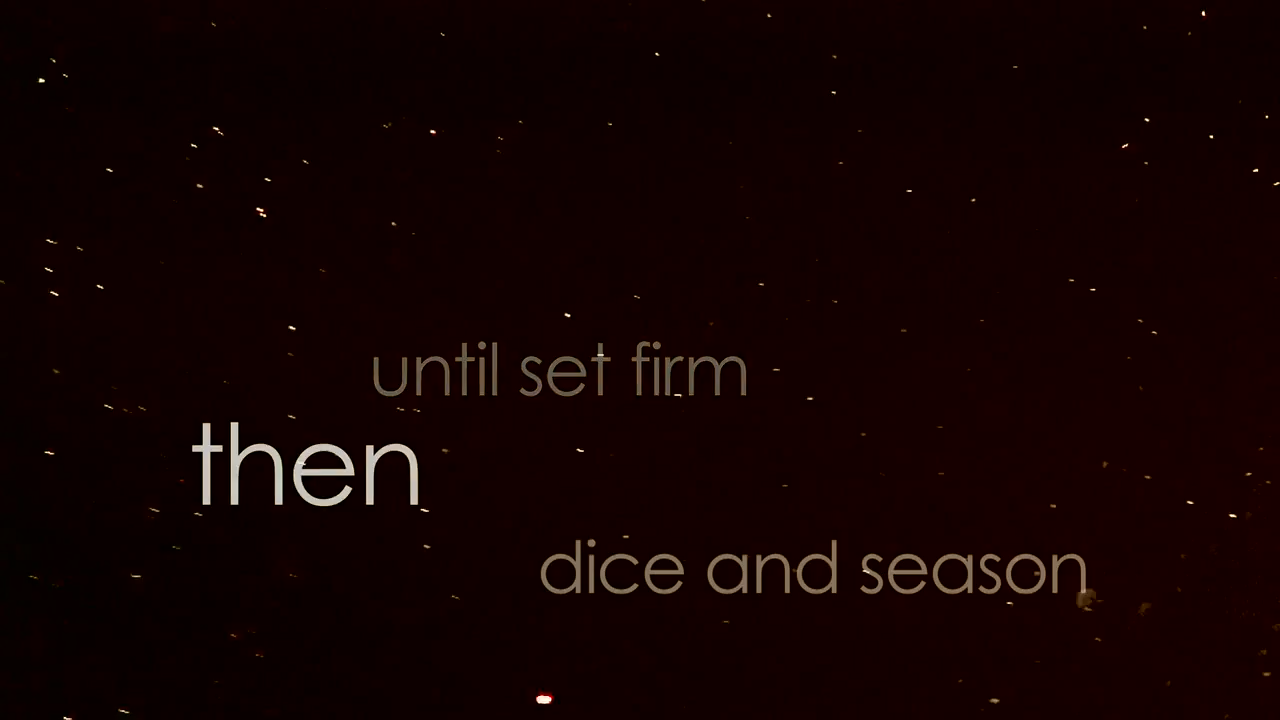 until set firm
then
dice and season